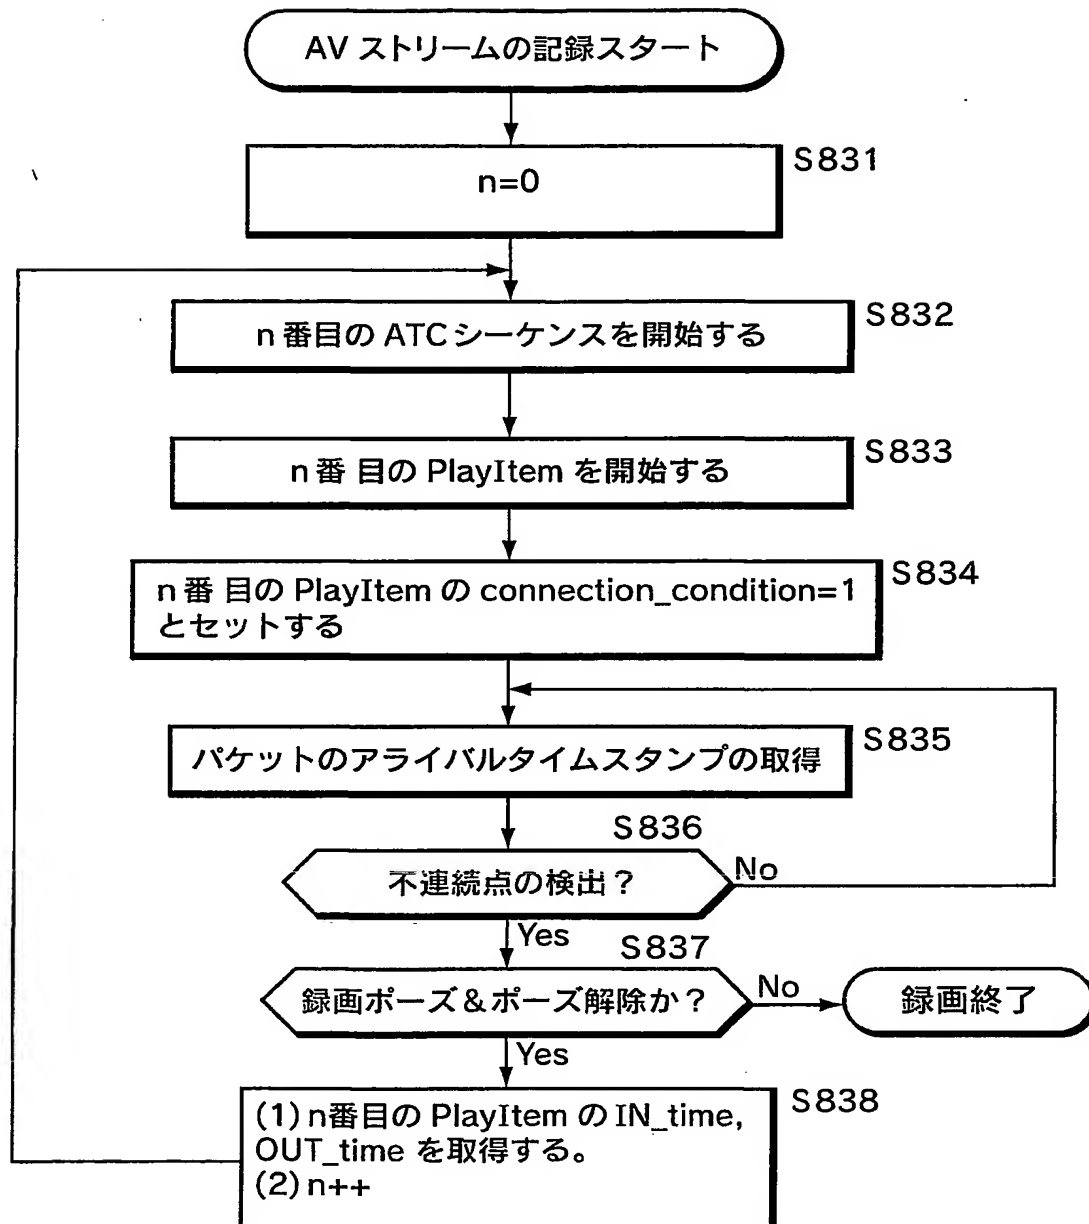 AV ストリームの記録スタート
n=0
S831
n番目の ATCシーケンスを開始する
S832
n番 目の PlayItem を開始する
S833
n番 目の PlayItem の connection_condition=1
とセットする
S834
パケットのアライバルタイムスタンプの取得
S835
S836
不連続点の検出?
No
Yes
S837
録画ポーズ&ポーズ解除か?
No
録画終了
Yes
S838
(1)n番目の PlayItem の IN_time,
OUT_time を取得する。
(2)n++